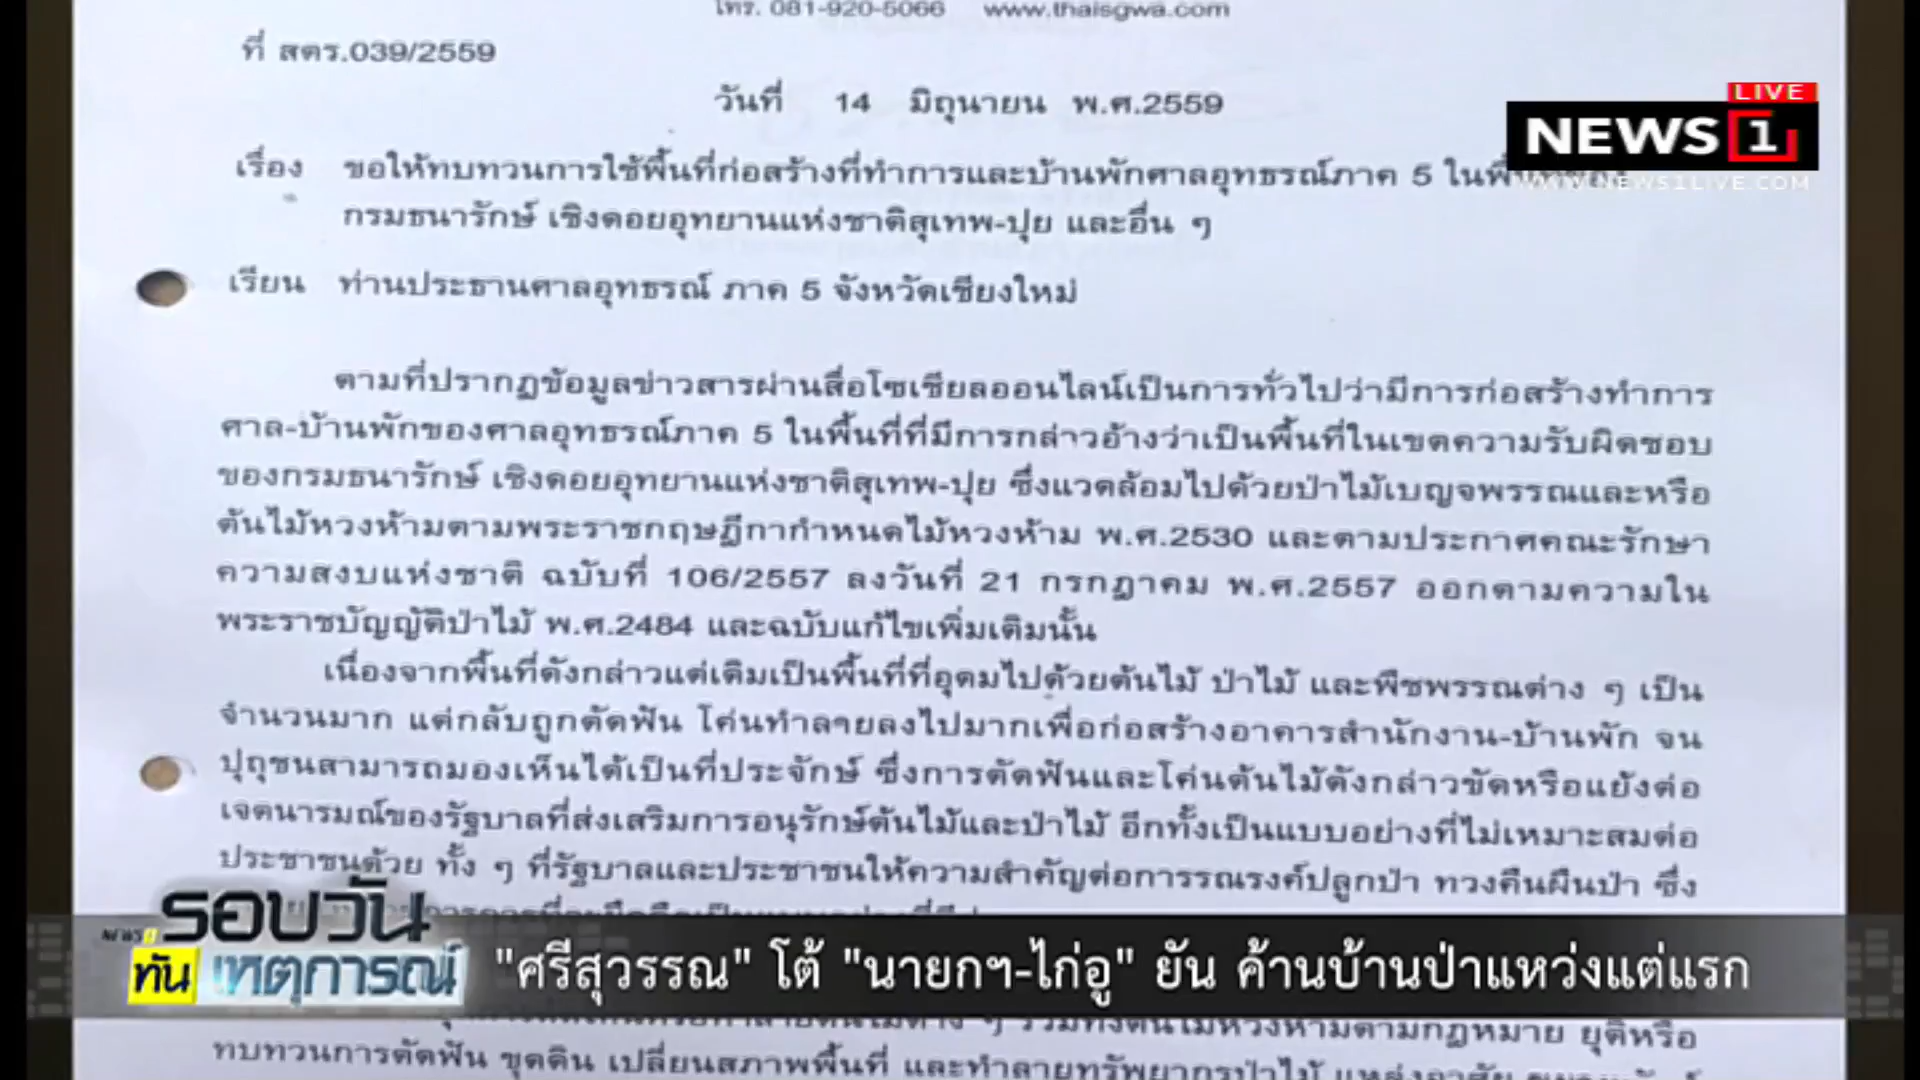 โทร. 081-920-5066 www.thaisgwa.com
ที่ สตร.039/2559
วันที่ 14 มิถุนายน พ.ศ.2559
LIVE
NEWS 1
WWW.NEWS1LIVE.COM
เรื่อง ขอให้ทบทวนการใช้พื้นที่ก่อสร้างที่ทำการและบ้านพักศาลอุทธรณ์ภาค 5 ในพื้นที่ของ
กรมธนารักษ์ เชิงดอยอุทยานแห่งชาติสุเทพ-ปุย และอื่น ๆ
เรียน ท่านประธานศาลอุทธรณ์ ภาค 5 จังหวัดเชียงใหม่
ตามที่ปรากฏข้อมูลข่าวสารผ่านสื่อโซเชียลออนไลน์เป็นการทั่วไปว่ามีการก่อสร้างทำการ
ศาล-บ้านพักของศาลอุทธรณ์ภาค 5 ในพื้นที่ที่มีการกล่าวอ้างว่าเป็นพื้นที่ในเขตความรับผิดชอบ
ของกรมธนารักษ์ เชิงดอยอุทยานแห่งชาติสุเทพ-ปุย ซึ่งแวดล้อมไปด้วยป่าไม้เบญจพรรณและหรือ
ต้นไม้หวงห้ามตามพระราชกฤษฎีกากำหนดไม้หวงห้าม พ.ศ.2530 และตามประกาศคณะรักษา
ความสงบแห่งชาติ ฉบับที่ 106/2557 ลงวันที่ 21 กรกฎาคม พ.ศ.2557 ออกตามความใน
พระราชบัญญัติป่าไม้ พ.ศ.2484 และฉบับแก้ไขเพิ่มเติมนั้น
เนื่องจากพื้นที่ดังกล่าวแต่เดิมเป็นพื้นที่ที่อุดมไปด้วยต้นไม้ ป่าไม้ และพืชพรรณต่าง ๆ เป็น
จำนวนมาก แต่กลับถูกตัดฟัน โค่นทำลายลงไปมากเพื่อก่อสร้างอาคารสำนักงาน-บ้านพัก จน
ปุถุชนสามารถมองเห็นได้เป็นที่ประจักษ์ ซึ่งการตัดฟันและโค่นต้นไม้ดังกล่าวขัดหรือแย้งต่อ
เจตนารมณ์ของรัฐบาลที่ส่งเสริมการอนุรักษ์ต้นไม้และป่าไม้ อีกทั้งเป็นแบบอย่างที่ไม่เหมาะสมต่อ
ประชาชนด้วย ทั้ง ๆ ที่รัฐบาลและประชาชนให้ความสำคัญต่อการรณรงค์ปลูกป่า ทวงคืนผืนป่า ซึ่ง
NEWS1 รอบวัน
ทัน เหตุการณ์
"ศรีสุวรรณ" โต้ "นายกฯ-ไก่อู" ยัน ค้านบ้านป่าแหว่งแต่แรก
ๆ รวมทั้งต้นไม้หวงห้ามตามกฎหมาย ยุติหรือ
ทบทวนการตัดฟัน ขุดดิน เปลี่ยนสภาพพื้นที่ และทำลายทรัพยากรป่าไม้ แหล่งอาศัย